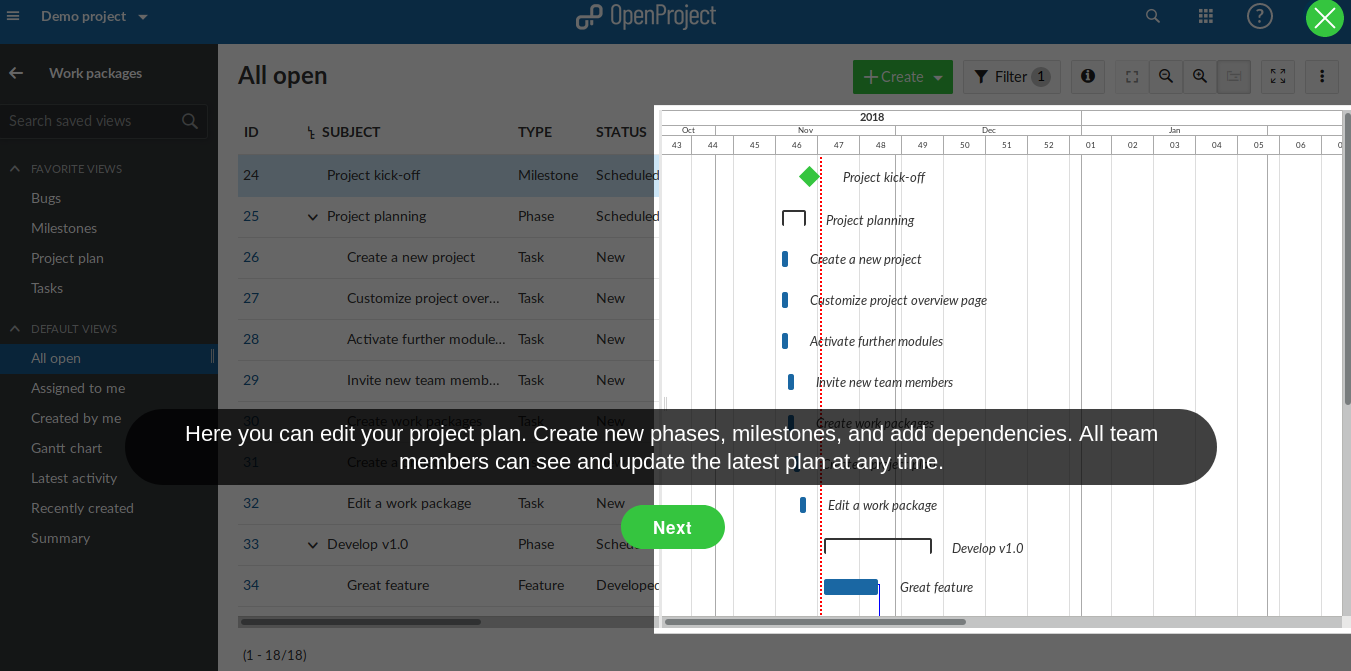 Demo project
OpenProject
?
Work packages
Search saved views
FAVORITE VIEWS
Bugs
Milestones
Project plan
Tasks
DEFAULT VIEWS
All open
Assigned to me
Created by me
Gantt chart
Latest activity
Recently created
Summary
All open
Create
Filter 1
ID SUBJECT TYPE STATUS
24 Project kick-off Milestone Scheduled
25 Project planning Phase Scheduled
26 Create a new project Task New
27 Customize project over... Task New
28 Activate further module... Task New
29 Invite new team memb... Task New
30 Create work packages Task New
31 Create a
32 Edit a work package Task New
33 Develop v1.0 Phase Sched
34 Great feature Feature Developed
(1 - 18/18)
2018
Oct Nov Dec Jan
43 44 45 46 47 48 49 50 51 52 01 02 03 04 05 06
Project kick-off
Project planning
Create a new project
Customize project overview page
Activate further modules
Invite new team members
Create work packages
Edit a work package
Develop v1.0
Great feature
Here you can edit your project plan. Create new phases, milestones, and add dependencies. All team
members can see and update the latest plan at any time.
Next